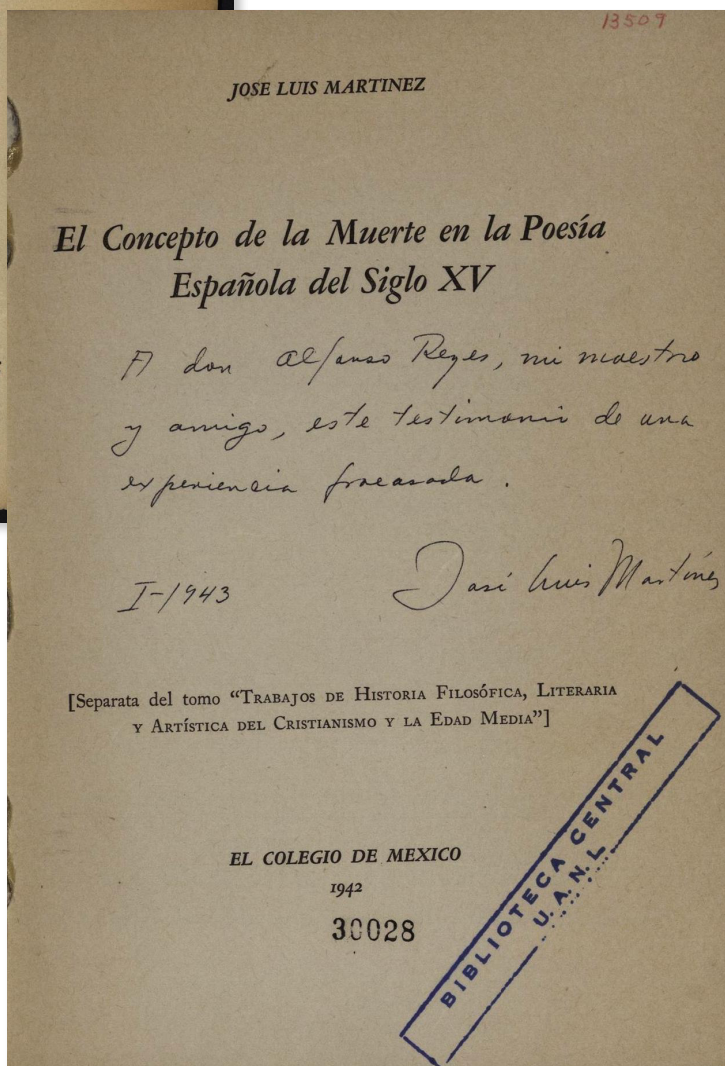 13509
JOSE LUIS MARTINEZ
El Concepto de la Muerte en la Poesía
Española del Siglo XV
A don Alfonso Reyes, mi maestro
y amigo, este testimonio de una
experiencia fracasada.
I-1943
José Luis Martínez
[Separata del tomo “TRABAJOS DE HISTORIA FILOSÓFICA, LITERARIA
Y ARTÍSTICA DEL CRISTIANISMO Y LA EDAD MEDIA”]
EL COLEGIO DE MEXICO
1942
30028
BIBLIOTECA CENTRAL
U. A. N. L.